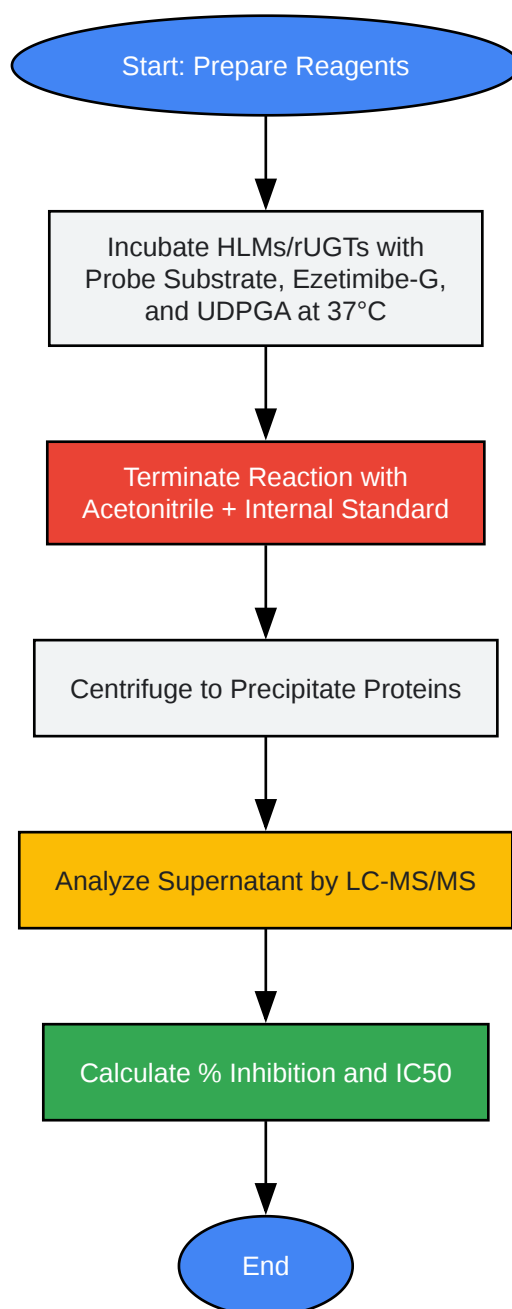 Start: Prepare Reagents
Incubate HLMs/rUGTs with
Probe Substrate, Ezetimibe-G,
and UDPGA at 37°C
Terminate Reaction with
Acetonitrile + Internal Standard
Centrifuge to Precipitate Proteins
Analyze Supernatant by LC-MS/MS
Calculate % Inhibition and IC50
End